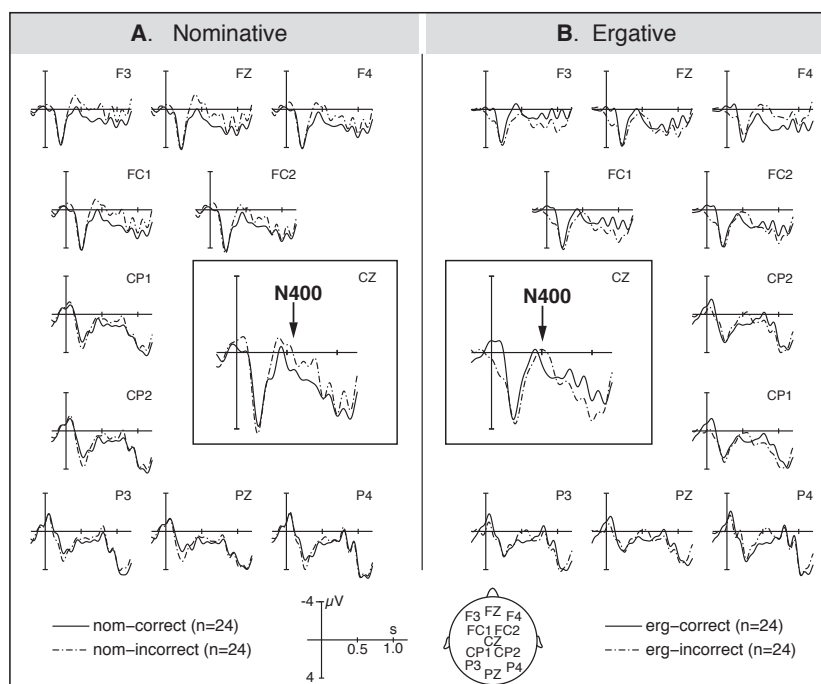 A. Nominative
B. Ergative
F3 FZ F4
FC1 FC2
CP1
CZ
N400
CP2
P3 PZ P4
F3 FZ F4
FC1 FC2
CP2
CZ
N400
CP1
P3 PZ P4
nom-correct (n=24)
nom-incorrect (n=24)
-4 µV
s
0.5 1.0
4
F3 FZ F4
FC1 FC2
CZ
CP1 CP2
P3 PZ P4
erg-correct (n=24)
erg-incorrect (n=24)